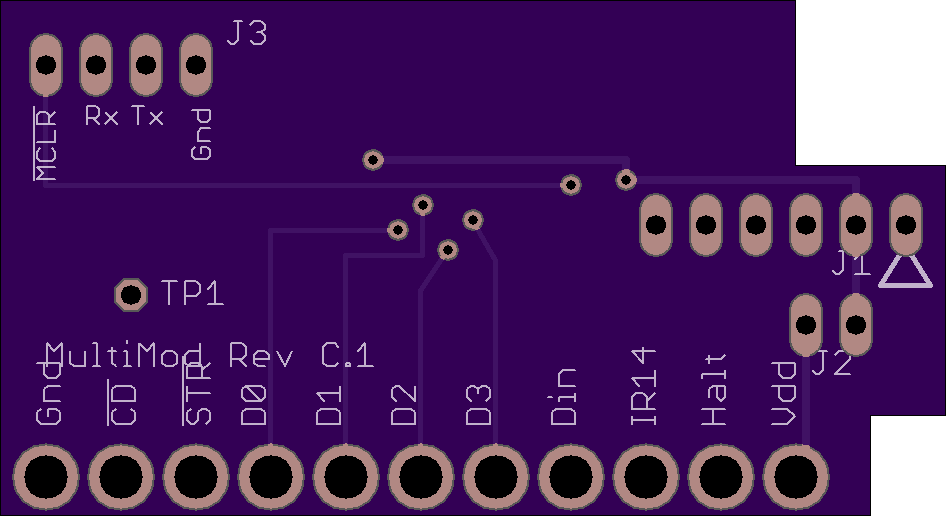 J3
MCLR Rx Tx Gnd
J1
TP1
MultiMod Rev C.1
J2
Gnd CD STR D0 D1 D2 D3 Din IR14 Halt Vdd